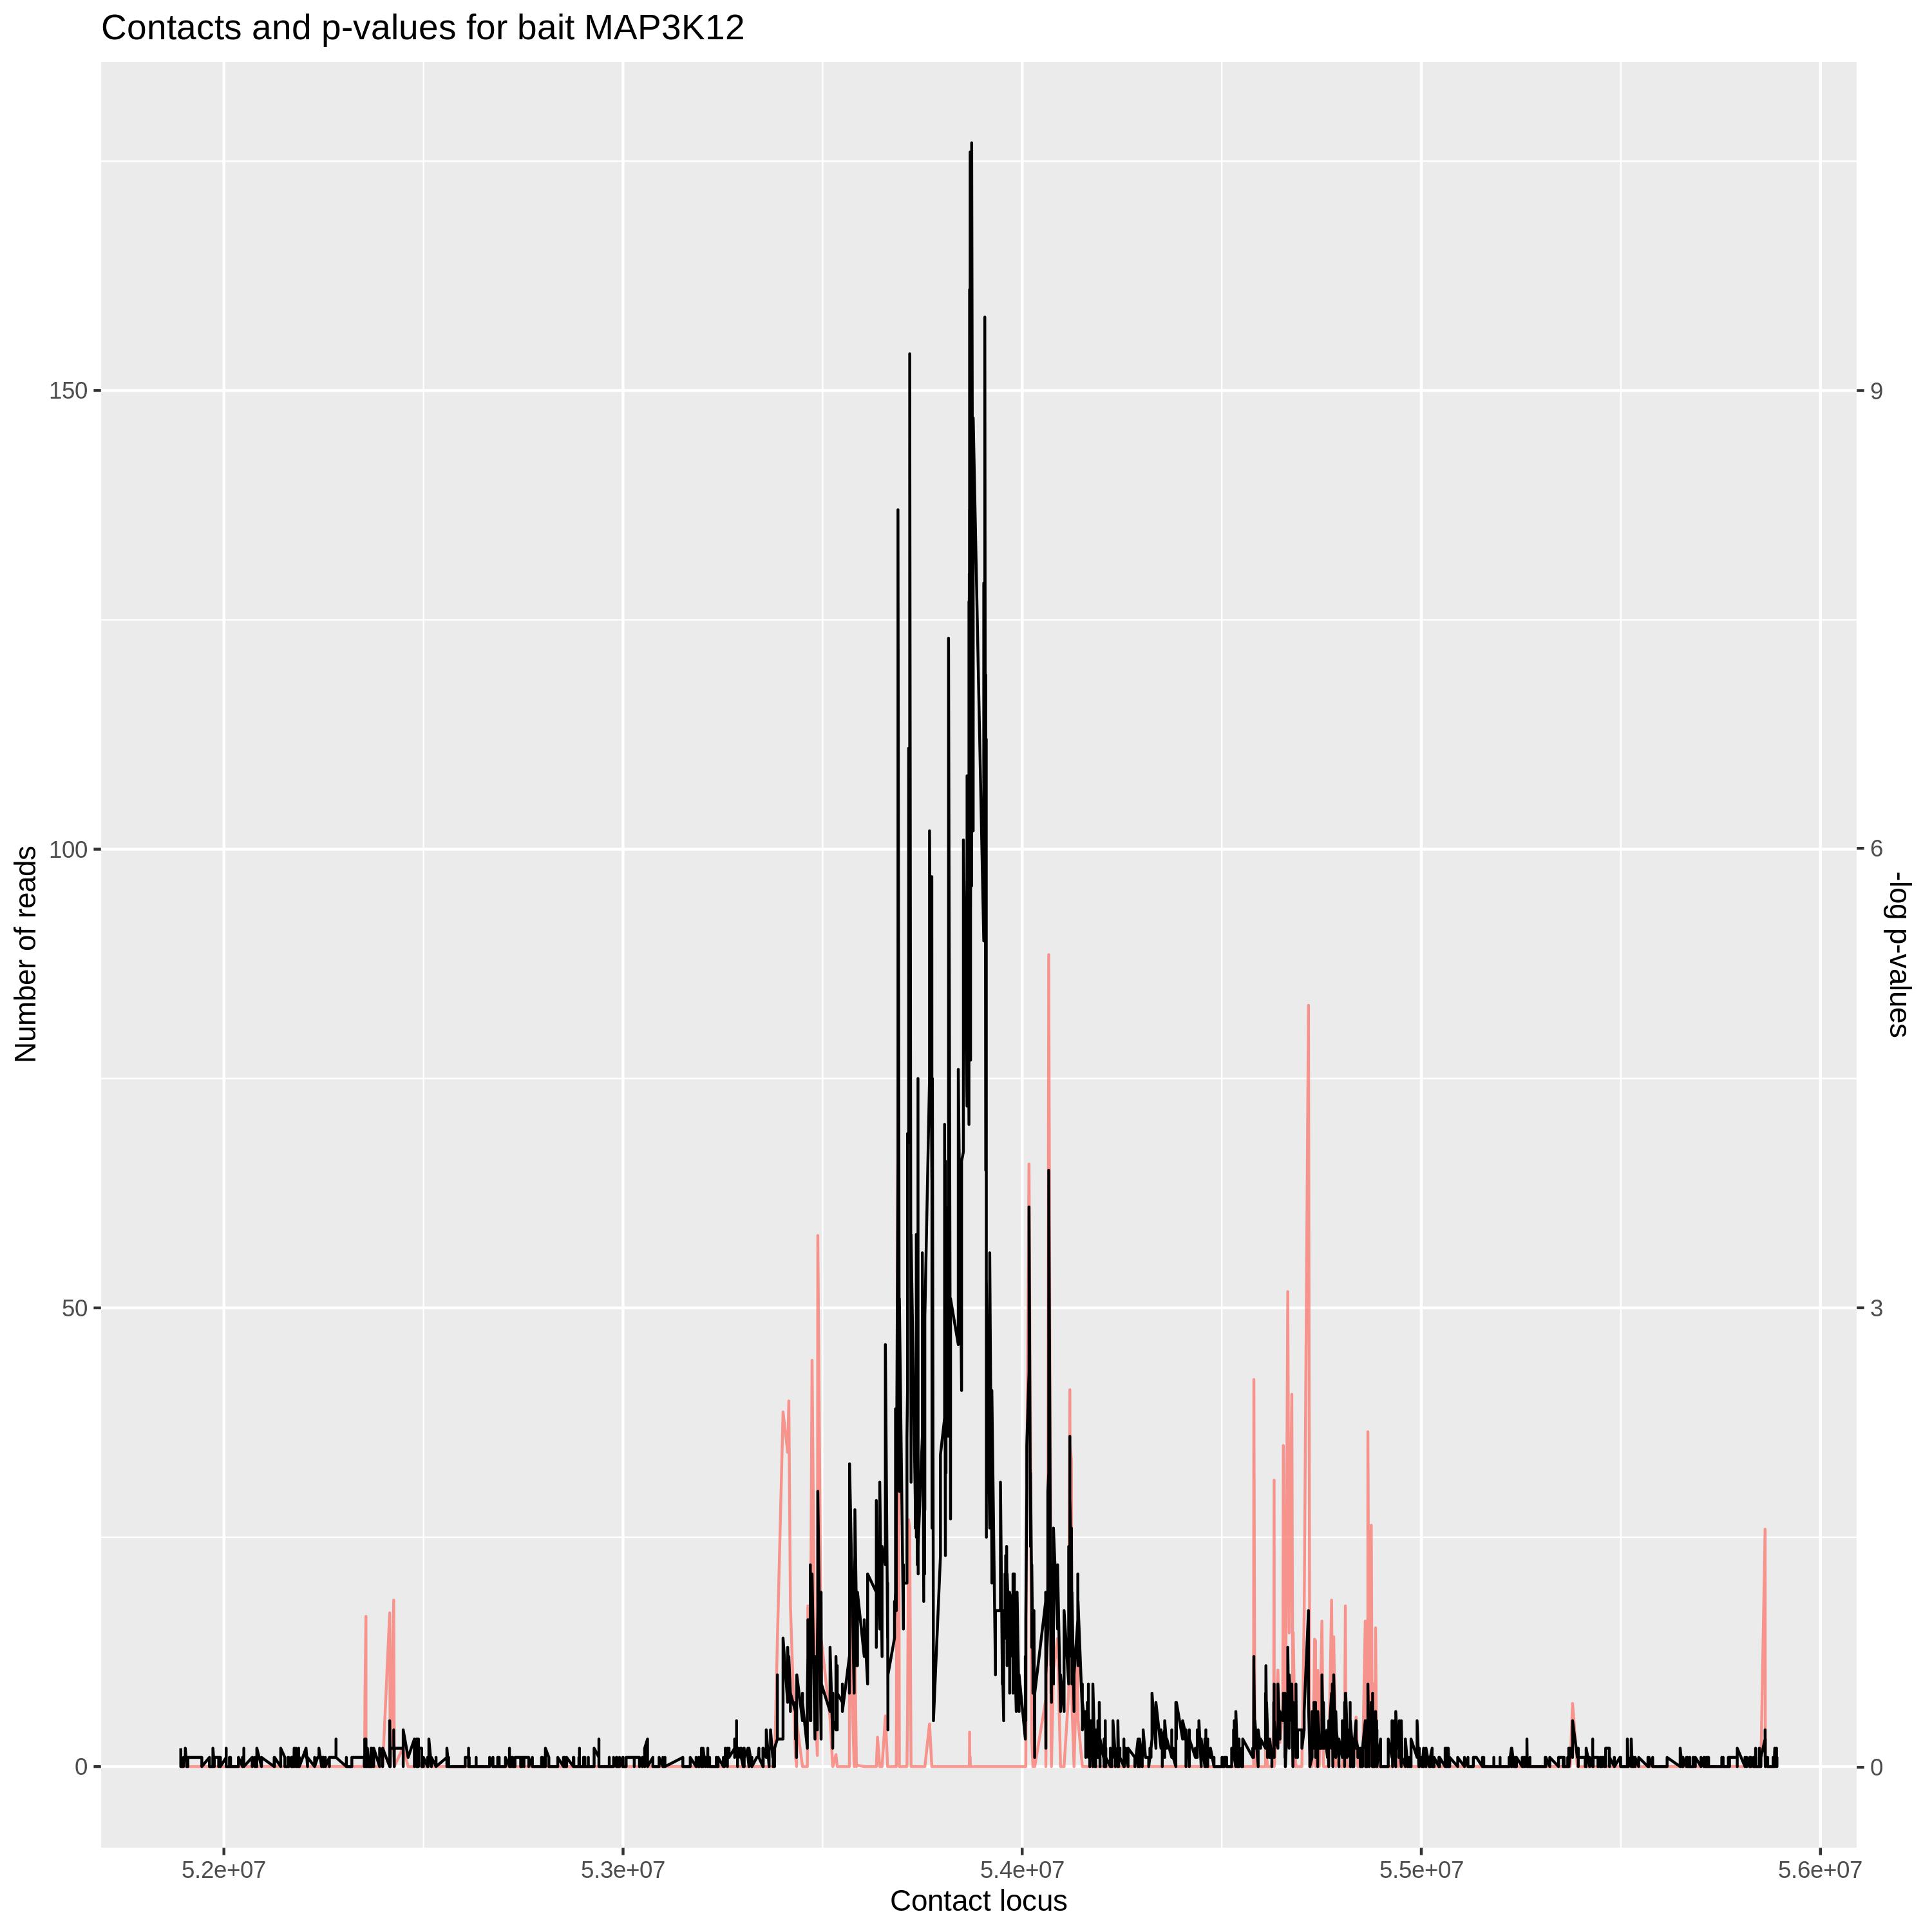 Contacts and p-values for bait MAP3K12
Number of reads
150
100
50
0
9
6
3
0
-log p-values
5.2e+07 5.3e+07 5.4e+07 5.5e+07 5.6e+07
Contact locus